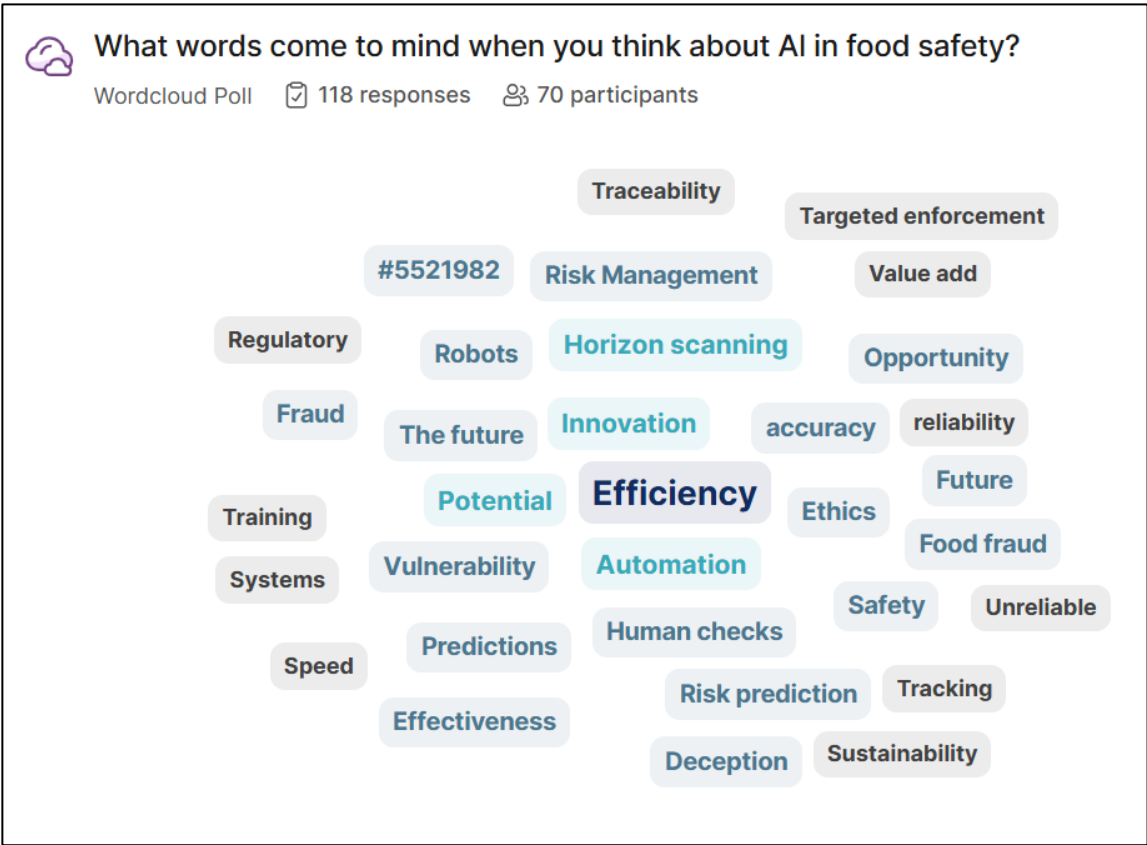 What words come to mind when you think about AI in food safety?
Wordcloud Poll 118 responses 70 participants
Traceability
Targeted enforcement
#5521982
Risk Management
Value add
Regulatory
Robots
Horizon scanning
Opportunity
Fraud
The future
Innovation
accuracy
reliability
Potential
Efficiency
Ethics
Future
Training
Food fraud
Systems
Vulnerability
Automation
Safety
Unreliable
Speed
Predictions
Human checks
Risk prediction
Tracking
Effectiveness
Deception
Sustainability